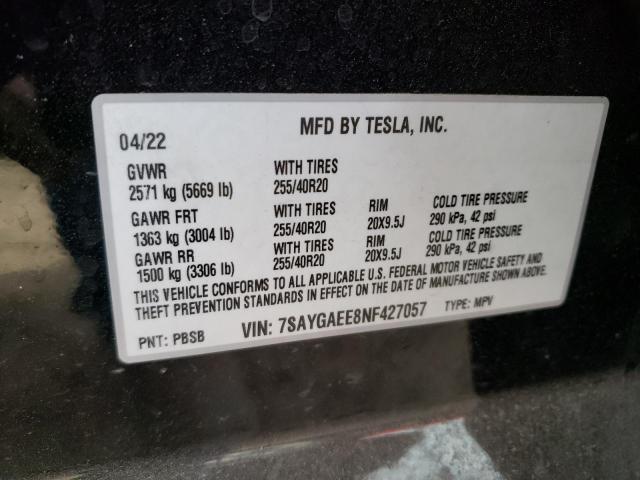 04/22 MFD BY TESLA, INC.
GVWR WITH TIRES
2571 kg (5669 lb) 255/40R20
GAWR FRT WITH TIRES RIM COLD TIRE PRESSURE
1363 kg (3004 lb) 255/40R20 20X9.5J 290 kPa, 42 psi
GAWR RR WITH TIRES RIM COLD TIRE PRESSURE
1500 kg (3306 lb) 255/40R20 20X9.5J 290 kPa, 42 psi
THIS VEHICLE CONFORMS TO ALL APPLICABLE U.S. FEDERAL MOTOR VEHICLE SAFETY AND
THEFT PREVENTION STANDARDS IN EFFECT ON THE DATE OF MANUFACTURE SHOWN ABOVE.
PNT: PBSB VIN: 7SAYGAEE8NF427057 TYPE: MPV